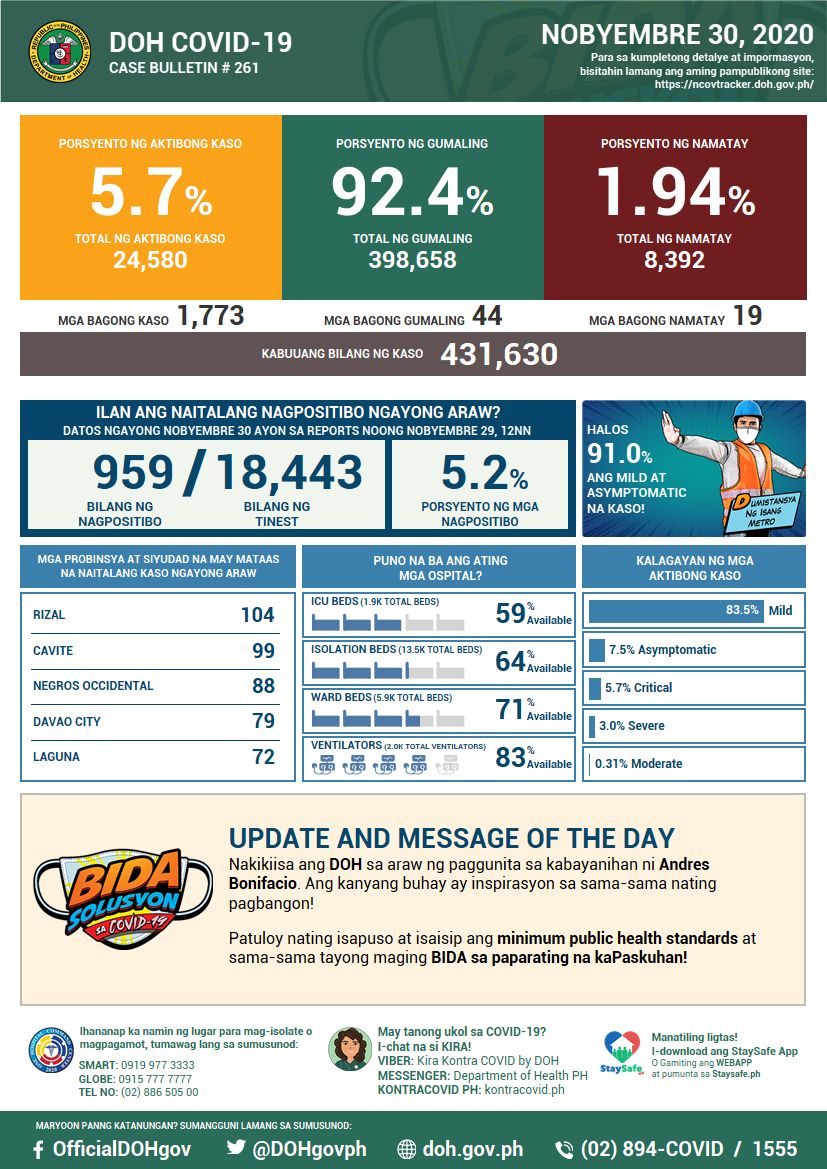 DOH COVID-19
CASE BULLETIN # 261
NOBYEMBRE 30, 2020
Para sa kumpletong detalye at impormasyon,
bisitahin lamang ang aming pampublikong site:
https://ncovtracker.doh.gov.ph/
REPUBLIC OF THE PHILIPPINES
DEPARTMENT OF HEALTH
PORSYENTO NG AKTIBONG KASO
5.7%
TOTAL NG AKTIBONG KASO
24,580
PORSYENTO NG GUMALING
92.4%
TOTAL NG GUMALING
398,658
PORSYENTO NG NAMATAY
1.94%
TOTAL NG NAMATAY
8,392
MGA BAGONG KASO 1,773
MGA BAGONG GUMALING 44
MGA BAGONG NAMATAY 19
KABUUANG BILANG NG KASO 431,630
ILAN ANG NAITALANG NAGPOSITIBO NGAYONG ARAW?
DATOS NGAYONG NOBYEMBRE 30 AYON SA REPORTS NOONG NOBYEMBRE 29, 12NN
959 / 18,443
BILANG NG
NAGPOSITIBO
BILANG NG
TINEST
5.2%
PORSYENTO NG MGA
NAGPOSITIBO
HALOS
91.0%
ANG MILD AT
ASYMPTOMATIC
NA KASO!
DUMISTANSYA
NG ISANG
METRO
MGA PROBINSYA AT SIYUDAD NA MAY MATAAS
NA NAITALANG KASO NGAYONG ARAW
RIZAL 104
CAVITE 99
NEGROS OCCIDENTAL 88
DAVAO CITY 79
LAGUNA 72
PUNO NA BA ANG ATING
MGA OSPITAL?
ICU BEDS (1.9K TOTAL BEDS)
59% Available
ISOLATION BEDS (13.5K TOTAL BEDS)
64% Available
WARD BEDS (5.9K TOTAL BEDS)
71% Available
VENTILATORS (2.0K TOTAL VENTILATORS)
83% Available
KALAGAYAN NG MGA
AKTIBONG KASO
83.5% Mild
7.5% Asymptomatic
5.7% Critical
3.0% Severe
0.31% Moderate
BIDA
SOLUSYON
SA COVID-19
UPDATE AND MESSAGE OF THE DAY
Nakikiisa ang DOH sa araw ng paggunita sa kabayanihan ni Andres
Bonifacio. Ang kanyang buhay ay inspirasyon sa sama-sama nating
pagbangon!
Patuloy nating isapuso at isaisip ang minimum public health standards at
sama-sama tayong maging BIDA sa paparating na kaPaskuhan!
Ihahanap ka namin ng lugar para mag-isolate o
magpagamot, tumawag lang sa sumusunod:
SMART: 0919 977 3333
GLOBE: 0915 777 7777
TEL NO: (02) 886 505 00
May tanong ukol sa COVID-19?
I-chat na si KIRA!
VIBER: Kira Kontra COVID by DOH
MESSENGER: Department of Health PH
KONTRACOVID PH: kontracovid.ph
StaySafe
Manatiling ligtas!
I-download ang StaySafe App
O Gamiting ang WEBAPP
at pumunta sa Staysafe.ph
MARYOON PANNG KATANUNGAN? SUMANGGUNI LAMANG SA SUMUSUNOD:
OfficialDOHgov
@DOHgovph
doh.gov.ph
(02) 894-COVID / 1555